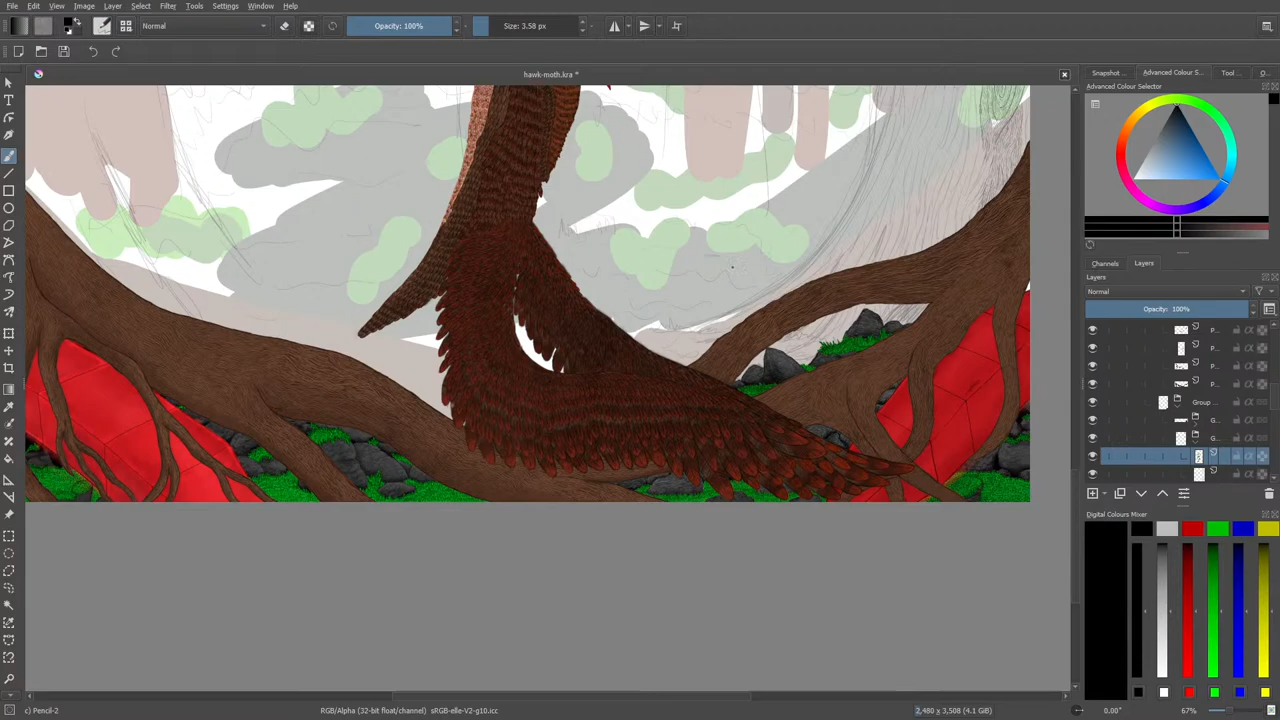 File Edit View Image Layer Select Filter Tools Settings Window Help
Normal Opacity: 100% Size: 3.58 px
hawk-moth.kra *
Snapshot ... Advanced Colour S... Tool ... O...
Advanced Colour Selector
Channels Layers
Layers
Normal
Opacity: 100%
P...
P...
P...
P...
Group ...
G...
G...
Digital Colours Mixer
c) Pencil-2 RGB/Alpha (32-bit float/channel) sRGB-elle-V2-g10.icc 2,480 x 3,508 (4.1 GiB) 0.00° 67%